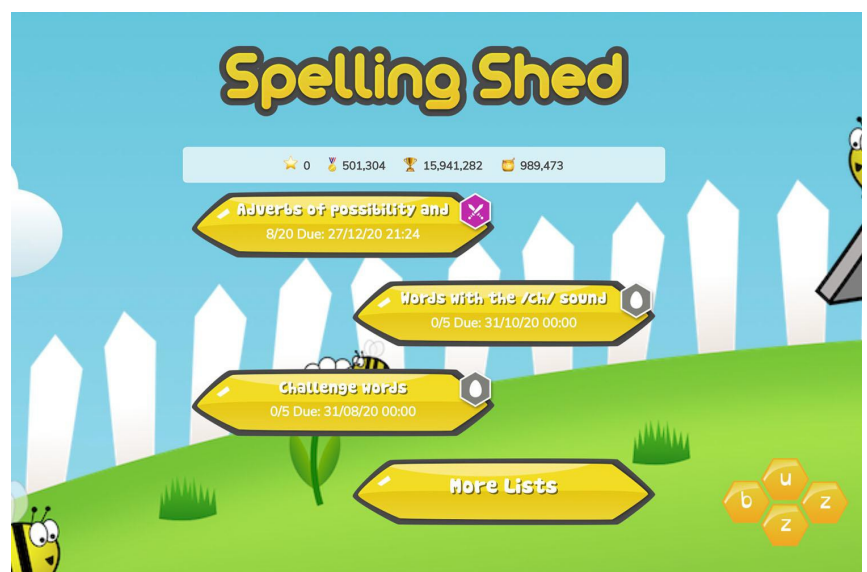 Spelling Shed
0 501,304 15,941,282 989,473
Adverbs of possibility and
8/20 Due: 27/12/20 21:24
Words with the /ch/ sound
0/5 Due: 31/10/20 00:00
Challenge words
0/5 Due: 31/08/20 00:00
More Lists
b u z z